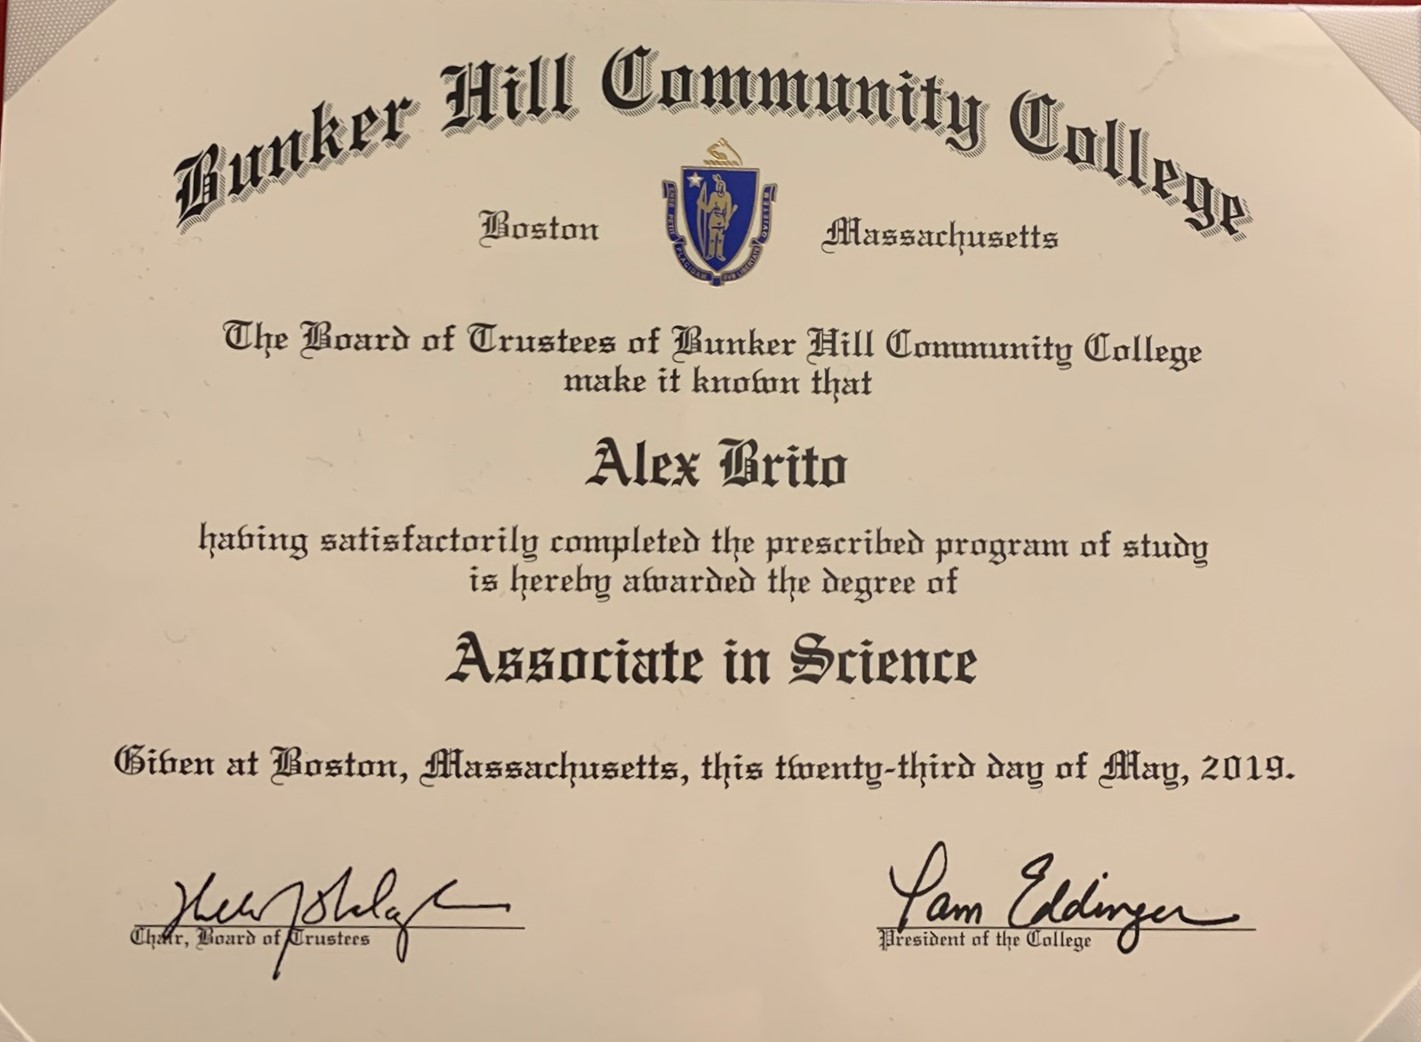 Bunker Hill Community College
Boston Massachusetts
The Board of Trustees of Bunker Hill Community College
make it known that
Alex Brito
having satisfactorily completed the prescribed program of study
is hereby awarded the degree of
Associate in Science
Given at Boston, Massachusetts, this twenty-third day of May, 2019.
Pam Eddinger
Chair, Board of Trustees
President of the College